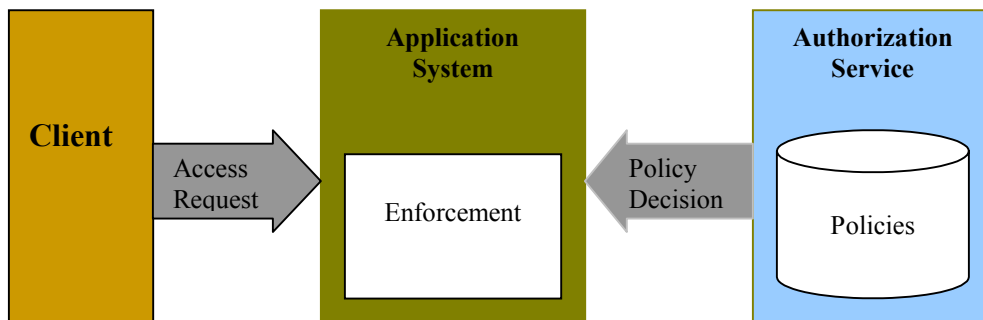 Client
Access
Request
Application
System
Enforcement
Policy
Decision
Authorization
Service
Policies